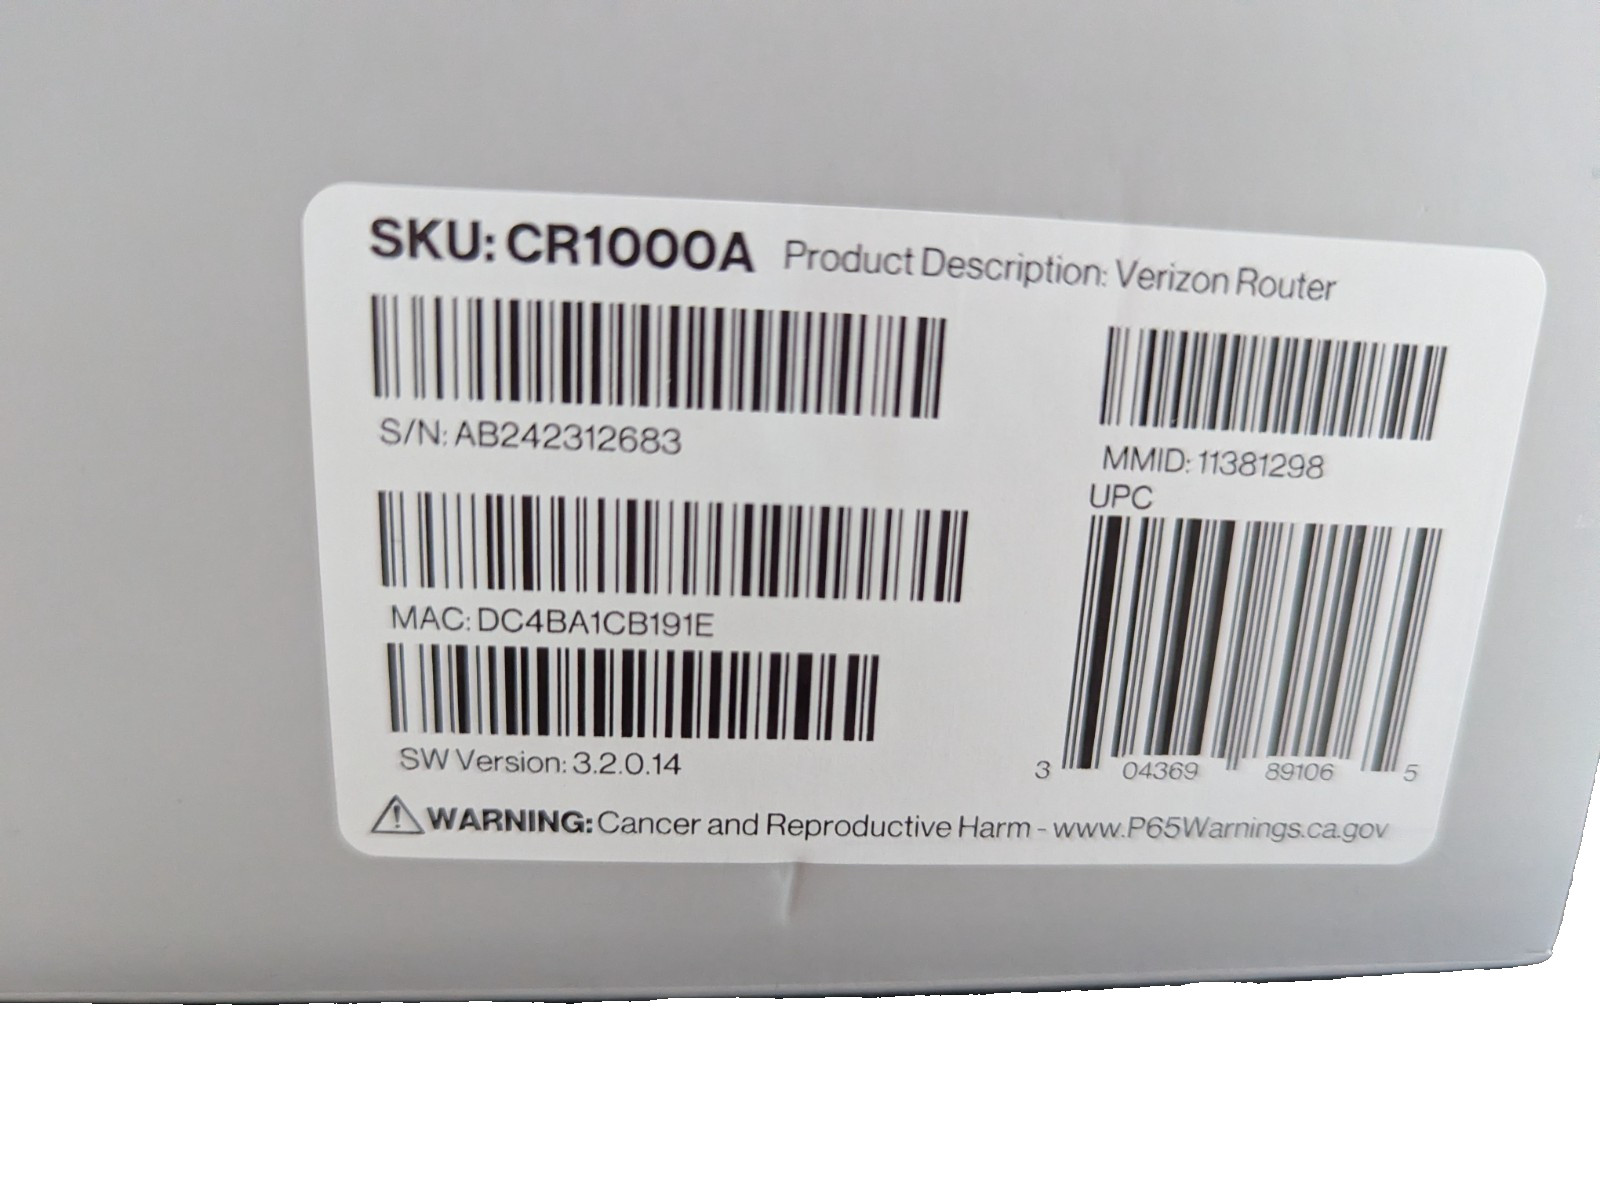 SKU: CR1000A Product Description: Verizon Router
S/N: AB242312683
MMID: 11381298
UPC
MAC: DC4BA1CB191E
SW Version: 3.2.0.14
3 04369 89106 5
WARNING: Cancer and Reproductive Harm - www.P65Warnings.ca.gov